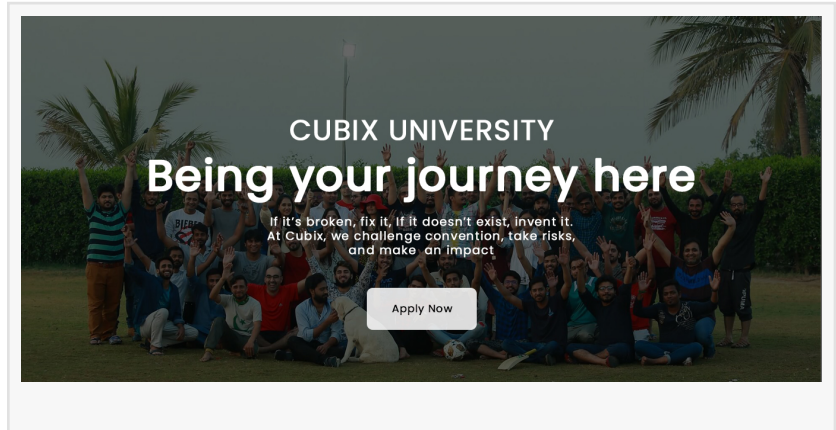 CUBIX UNIVERSITY
Being your journey here
If it's broken, fix it, If it doesn't exist, invent it.
At Cubix, we challenge convention, take risks,
and make an impact
Apply Now